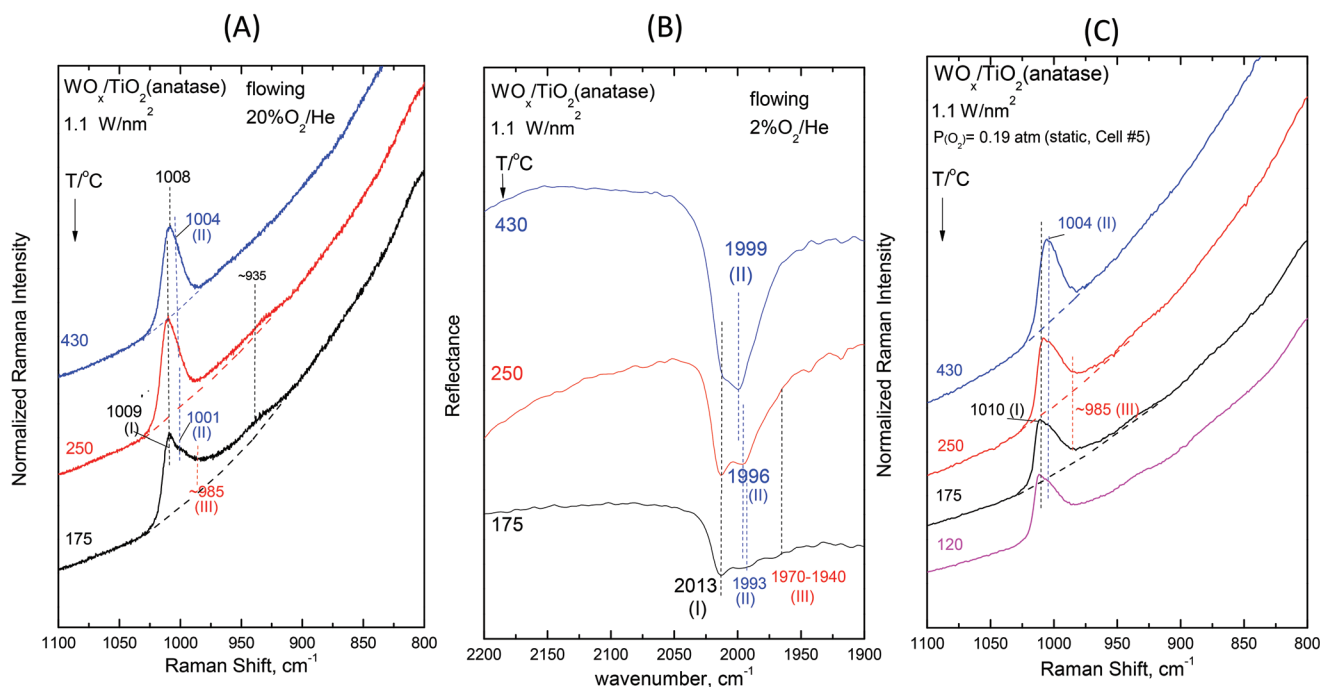 (A)
WOx/TiO2(anatase)
flowing
1.1 W/nm2
20%O2/He
T/oC
1008
1004
(II)
~935
430
1009
(I)
1001
(II)
250
~985
(III)
175
Normalized Ramana Intensity
1100 1050 1000 950 900 850 800
Raman Shift, cm-1
(B)
WOx/TiO2(anatase)
flowing
1.1 W/nm2
2%O2/He
T/oC
430
1999
(II)
250
1996
(II)
175
2013
(I)
1993
(II)
1970-1940
(III)
Reflectance
2200 2150 2100 2050 2000 1950 1900
wavenumber, cm-1
(C)
WOx/TiO2(anatase)
1.1 W/nm2
P(O2)= 0.19 atm (static, Cell #5)
T/oC
1004 (II)
430
1010 (I)
~985 (III)
250
175
120
Normalized Raman Intensity
1100 1050 1000 950 900 850 800
Raman Shift, cm-1